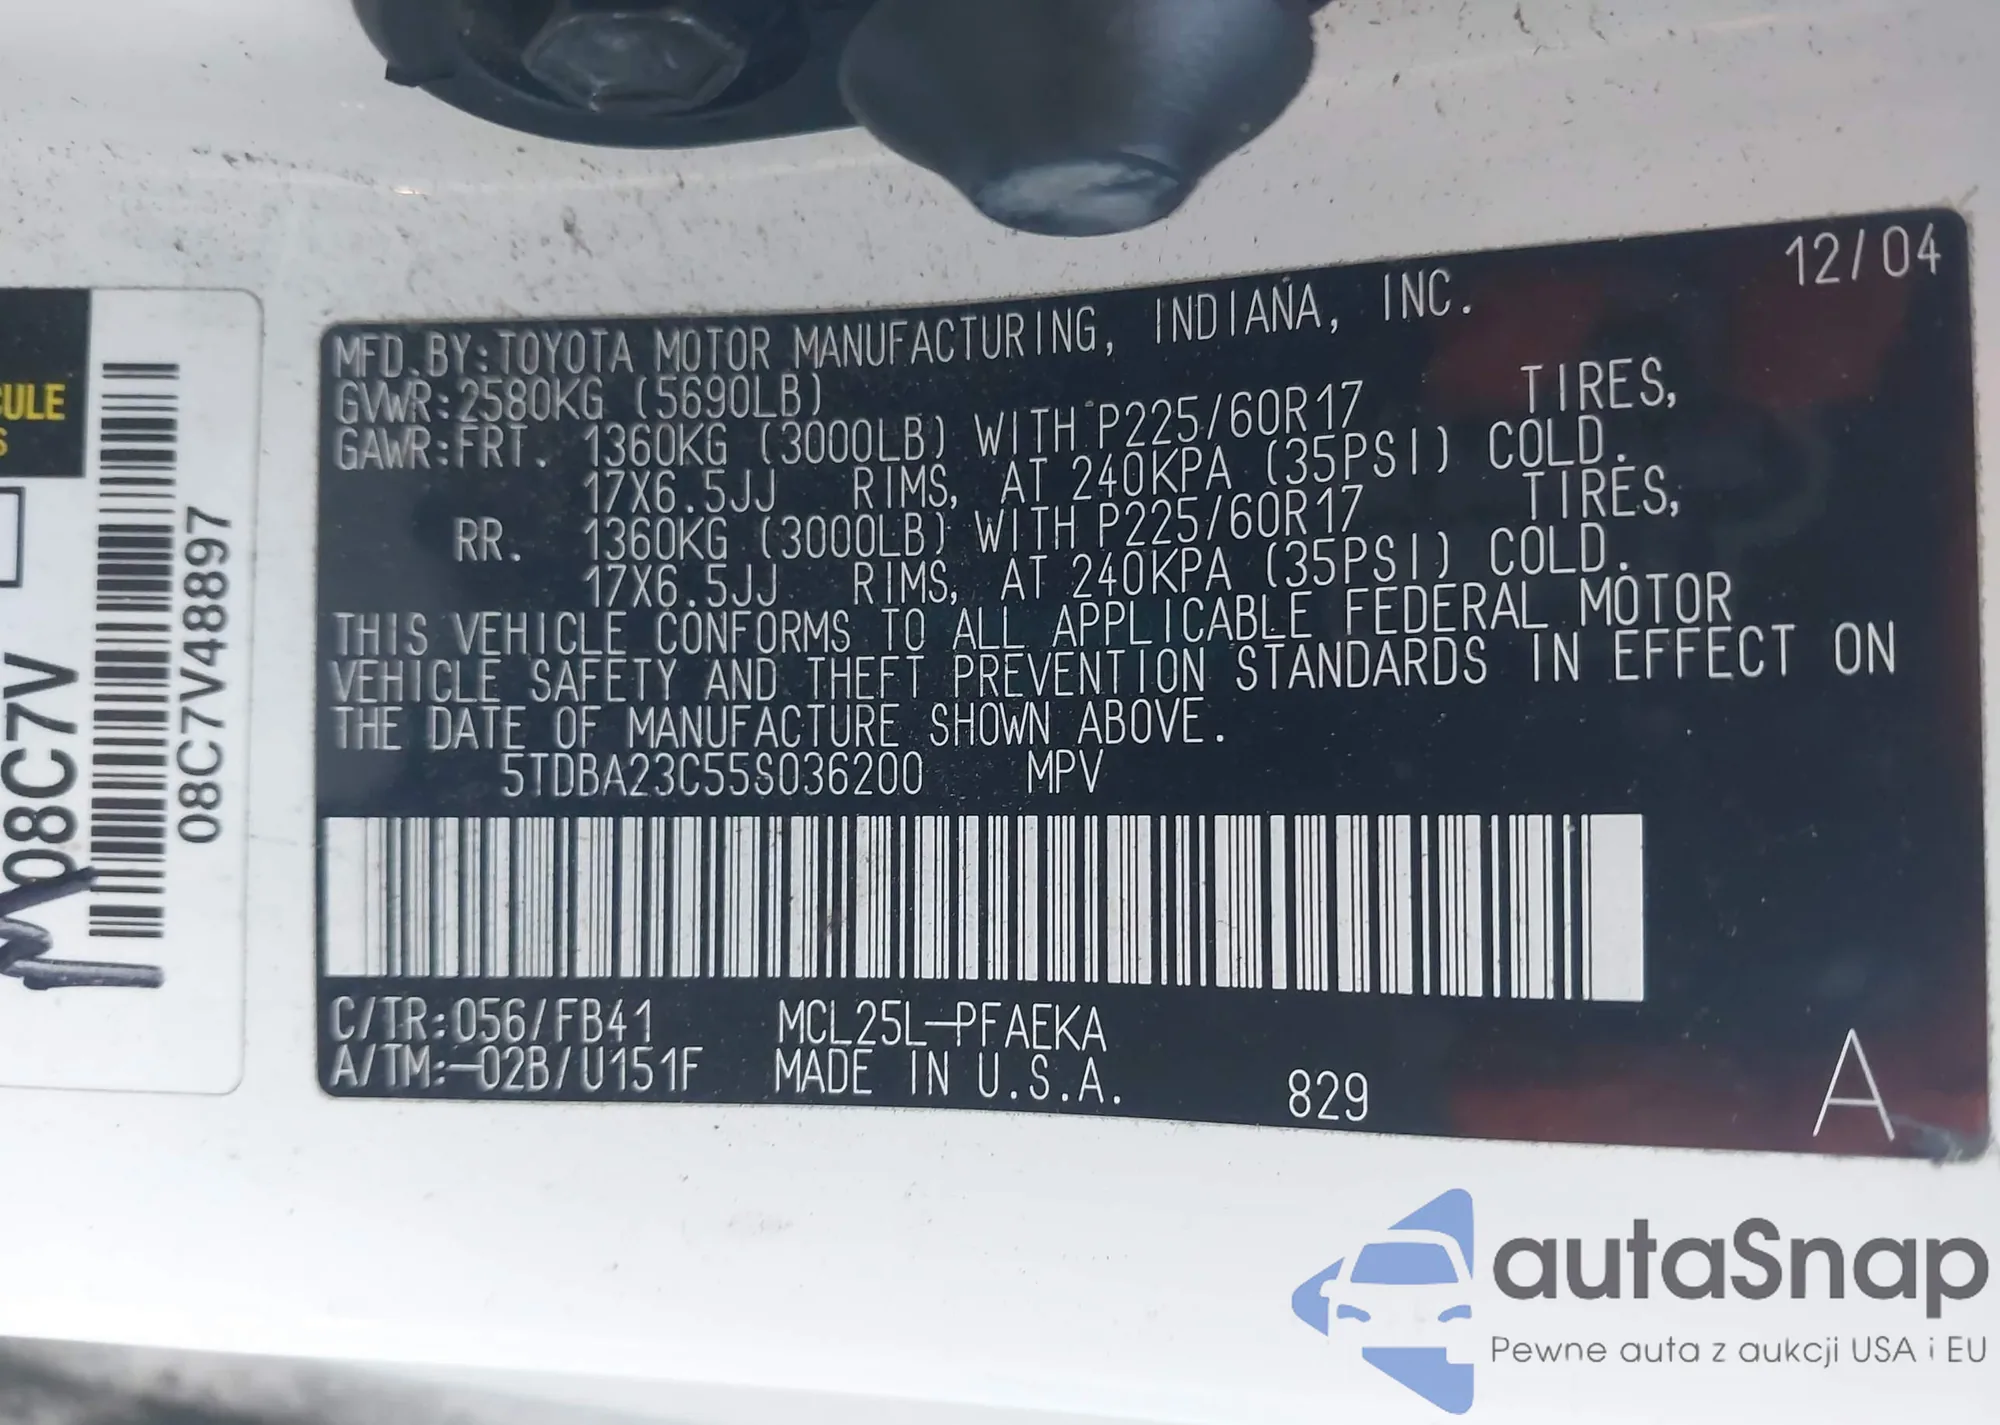 12/04
MFD.BY:TOYOTA MOTOR MANUFACTURING, INDIANA, INC.
GVWR:2580KG (5690LB)
GAWR:FRT. 1360KG (3000LB) WITH P225/60R17 TIRES,
17X6.5JJ RIMS, AT 240KPA (35PSI) COLD.
RR. 1360KG (3000LB) WITH P225/60R17 TIRES,
17X6.5JJ RIMS, AT 240KPA (35PSI) COLD.
THIS VEHICLE CONFORMS TO ALL APPLICABLE FEDERAL MOTOR
VEHICLE SAFETY AND THEFT PREVENTION STANDARDS IN EFFECT ON
THE DATE OF MANUFACTURE SHOWN ABOVE.
5TDBA23C55S036200 MPV
C/TR:056/FB41 MCL25L-PFAEKA
A/TM:-02B/U151F MADE IN U.S.A. 829 A
08C7V
08C7V48897
autaSnap
Pewne auta z aukcji USA i EU